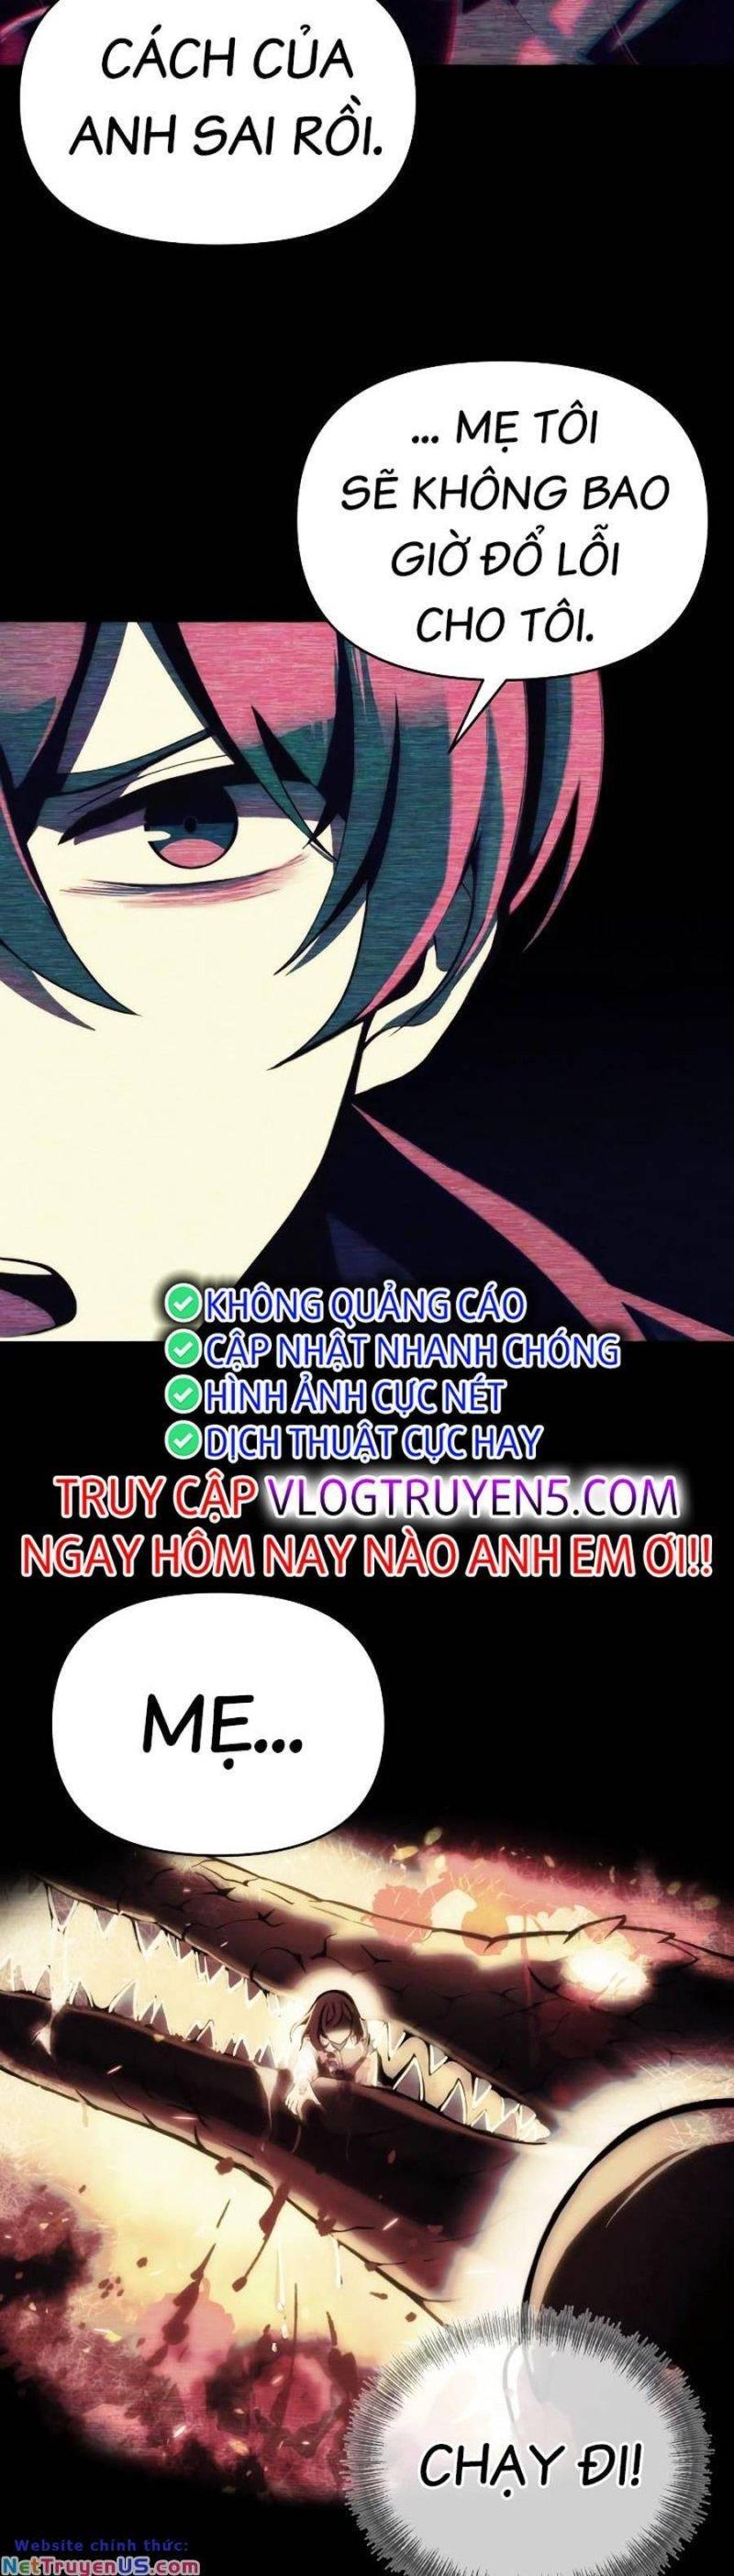 CÁCH CỦA
ANH SAI RỒI.
... MẸ TÔI
SẼ KHÔNG BAO
GIỜ ĐỔ LỖI
CHO TÔI.
KHÔNG QUẢNG CÁO
CẬP NHẬT NHANH CHÓNG
HÌNH ẢNH CỰC NÉT
DỊCH THUẬT CỰC HAY
TRUY CẬP VLOGTRUYEN5.COM
NGAY HÔM NAY NÀO ANH EM ƠI!!
MẸ...
CHẠY ĐI!
Website chính thức:
NetTruyenUS.com